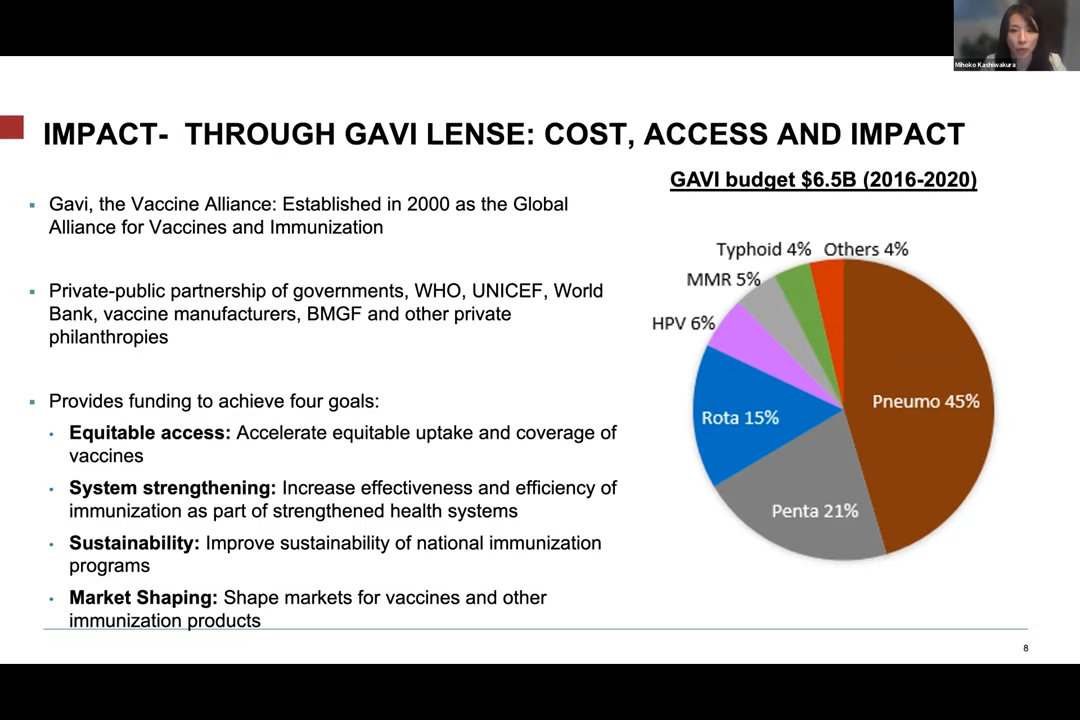 Mihoko Kashiwakura
IMPACT- THROUGH GAVI LENSE: COST, ACCESS AND IMPACT
Gavi, the Vaccine Alliance: Established in 2000 as the Global
Alliance for Vaccines and Immunization
Private-public partnership of governments, WHO, UNICEF, World
Bank, vaccine manufacturers, BMGF and other private
philanthropies
Provides funding to achieve four goals:
Equitable access: Accelerate equitable uptake and coverage of
vaccines
System strengthening: Increase effectiveness and efficiency of
immunization as part of strengthened health systems
Sustainability: Improve sustainability of national immunization
programs
Market Shaping: Shape markets for vaccines and other
immunization products
GAVI budget $6.5B (2016-2020)
Typhoid 4%
Others 4%
MMR 5%
HPV 6%
Pneumo 45%
Rota 15%
Penta 21%
8